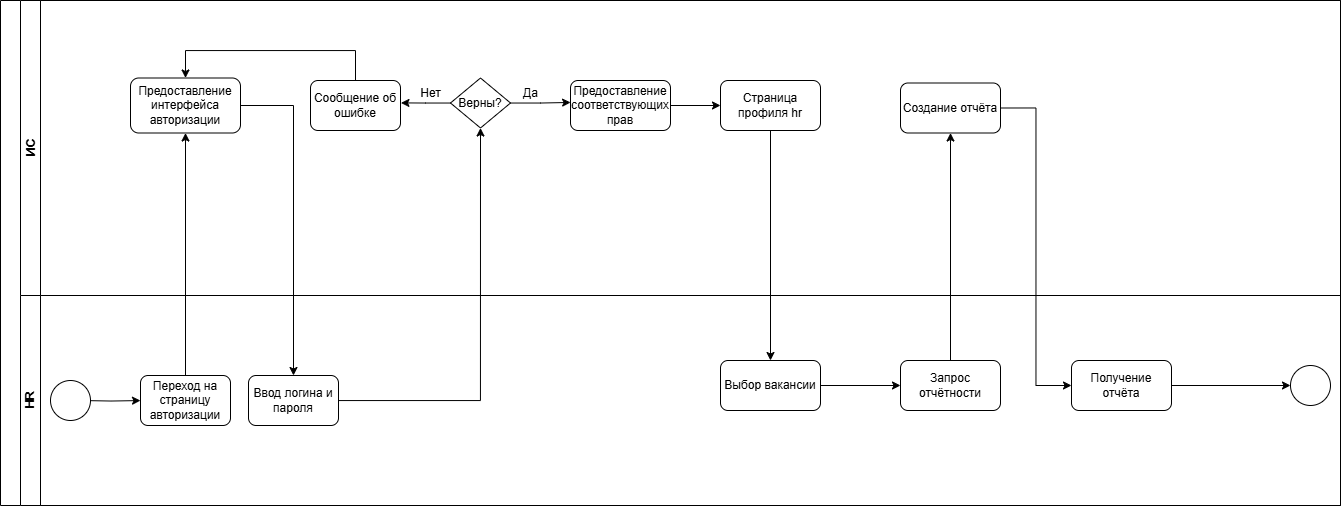 ИС
Предоставление
интерфейса
авторизации
Сообщение об
ошибке
Нет
Верны?
Да
Предоставление
соответствующих
прав
Страница
профиля hr
Создание отчёта
HR
Переход на
страницу
авторизации
Ввод логина и
пароля
Выбор вакансии
Запрос
отчётности
Получение
отчёта